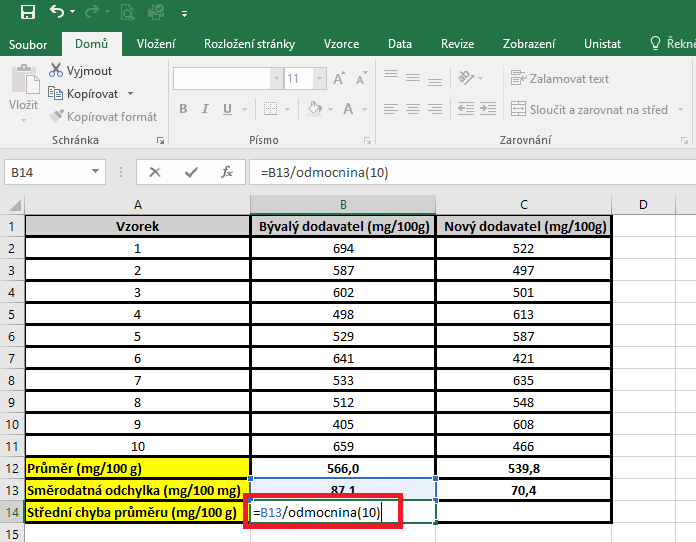 Soubor Domů Vložení Rozložení stránky Vzorce Data Revize Zobrazení Unistat Řekně
Vložit
Vyjmout
Kopírovat
Kopírovat formát
Schránka
11 A A
B I U A
Písmo
Zalamovat text
Sloučit a zarovnat na střed
Zarovnání
B14 fx =B13/odmocnina(10)
A B C D
1 Vzorek Bývalý dodavatel (mg/100g) Nový dodavatel (mg/100g)
2 1 694 522
3 2 587 497
4 3 602 501
5 4 498 613
6 5 529 587
7 6 641 421
8 7 533 635
9 8 512 548
10 9 405 608
11 10 659 466
12 Průměr (mg/100 g) 566,0 539,8
13 Směrodatná odchylka (mg/100 mg) 87,1 70,4
14 Střední chyba průměru (mg/100 g) =B13/odmocnina(10)
15